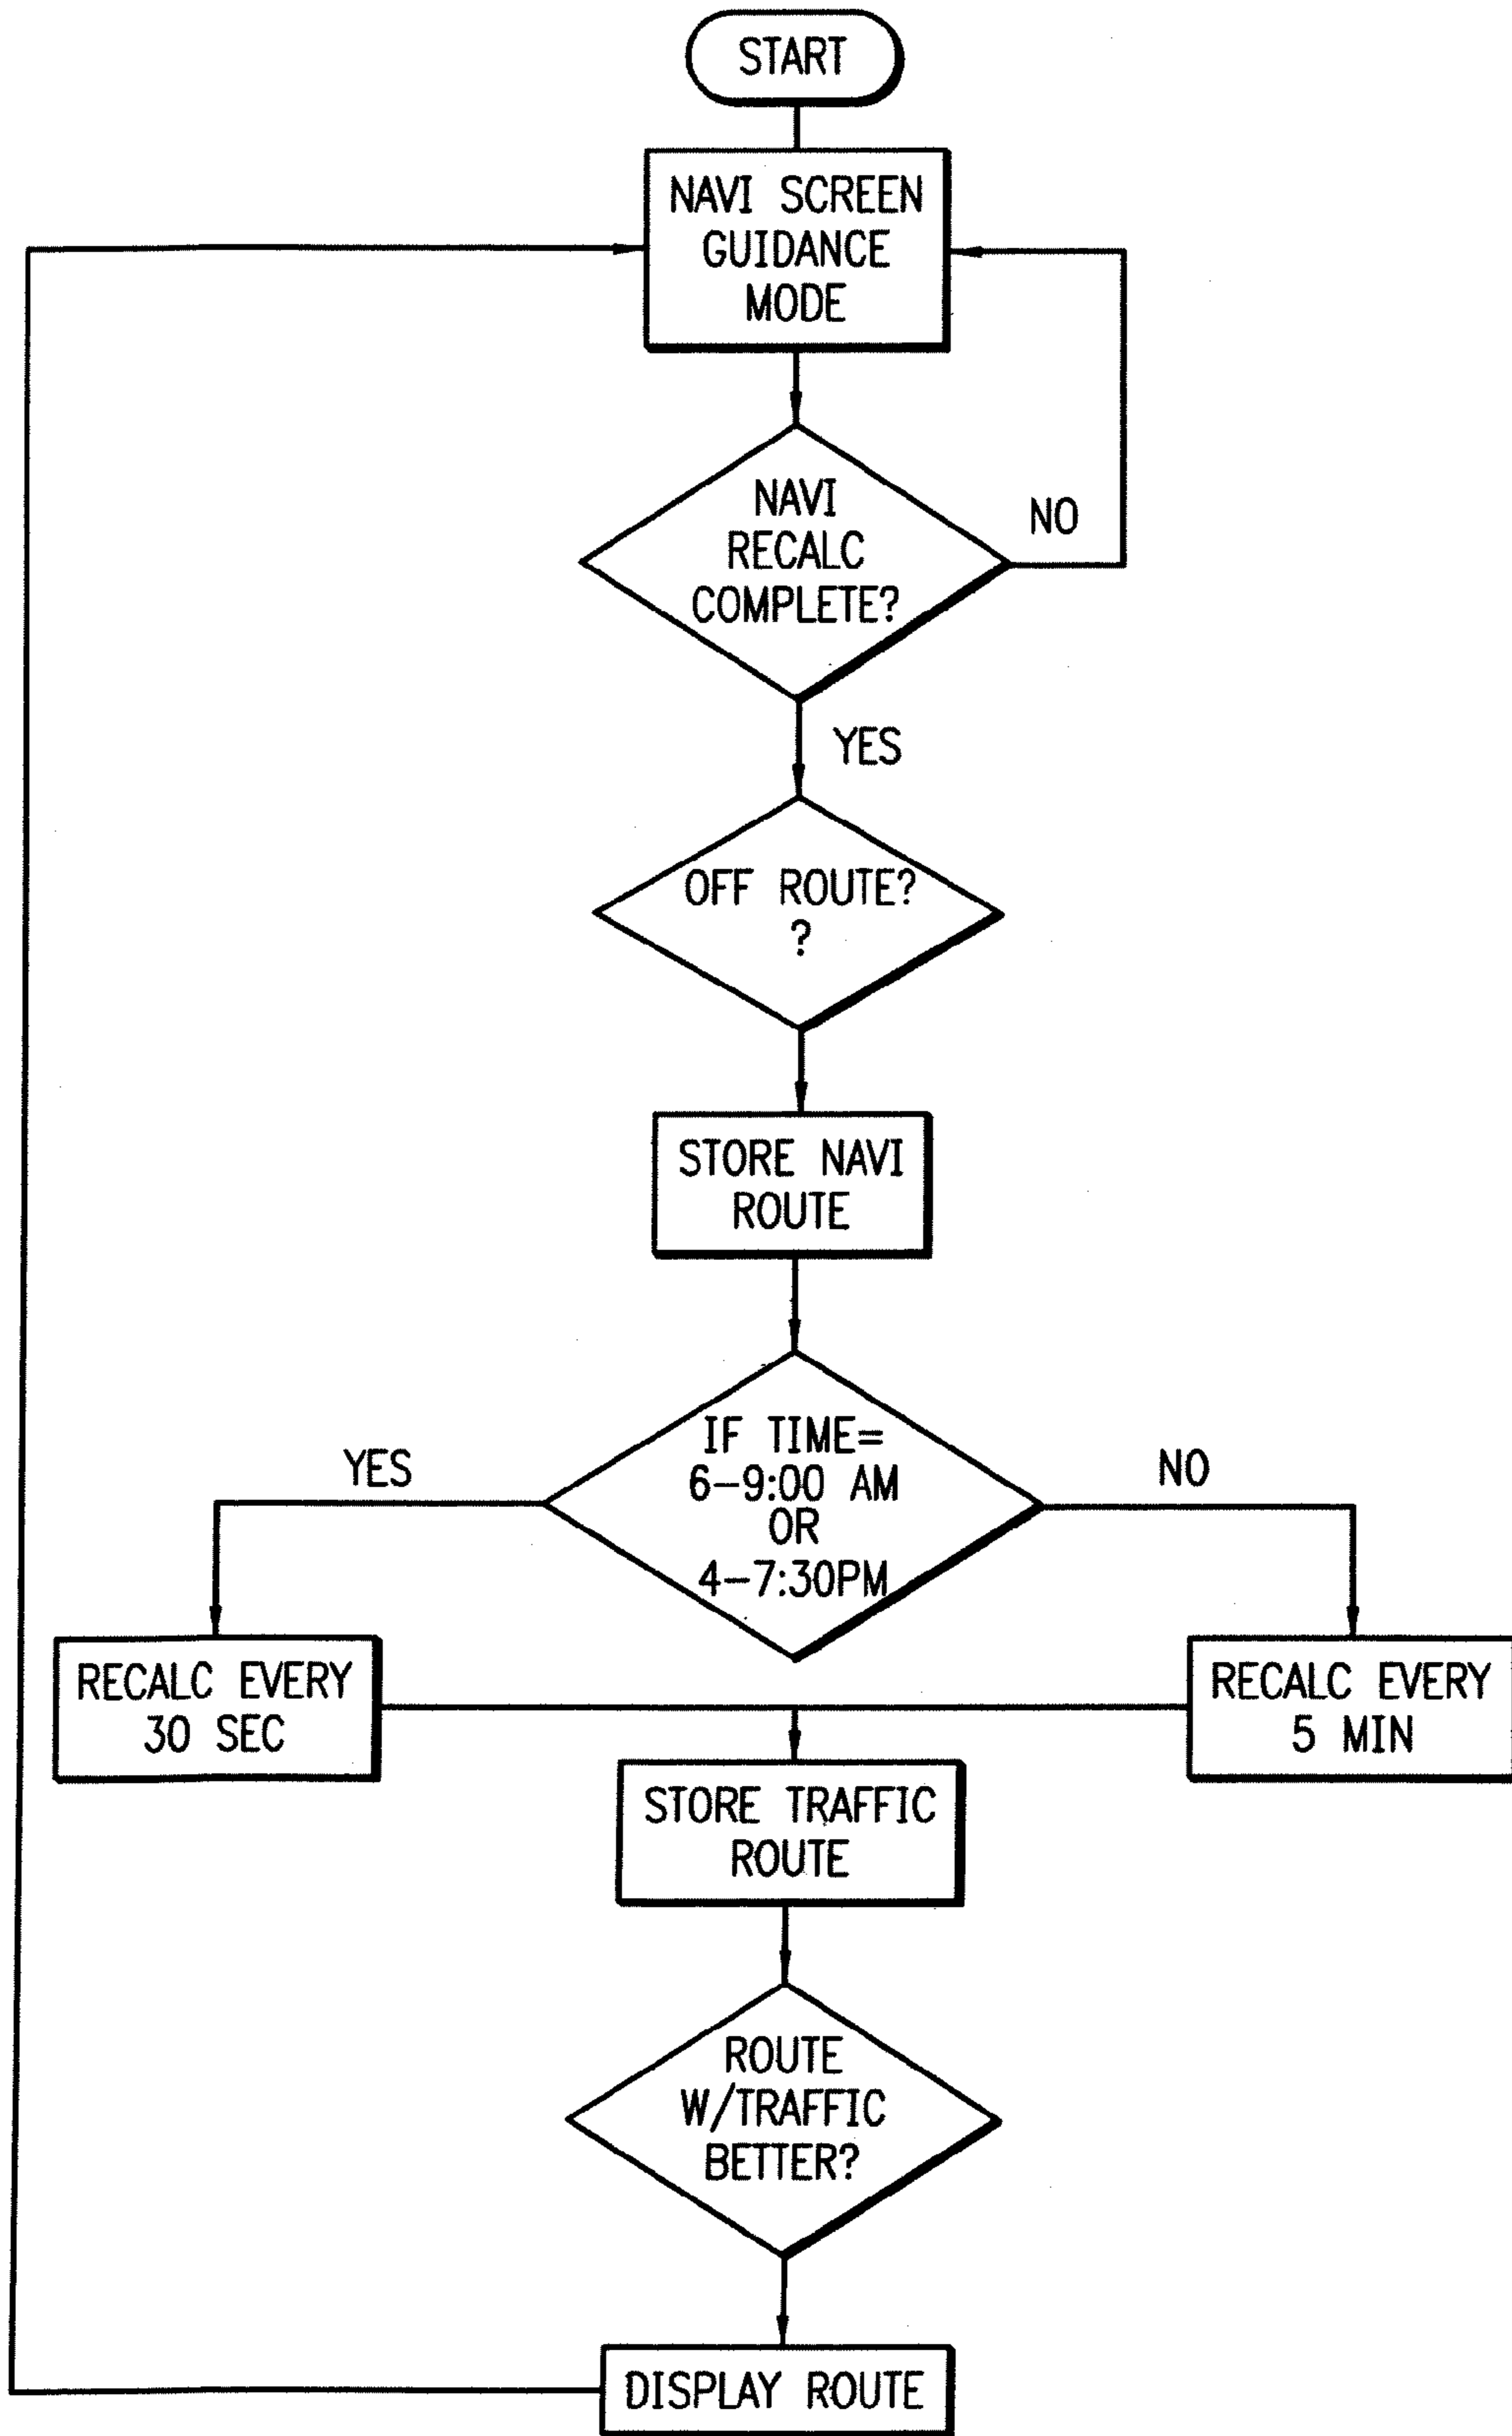 START
NAVI SCREEN
GUIDANCE
MODE
NAVI
RECALC
COMPLETE?
NO
YES
OFF ROUTE?
?
STORE NAVI
ROUTE
IF TIME=
6-9:00 AM
OR
4-7:30PM
YES
NO
RECALC EVERY
30 SEC
RECALC EVERY
5 MIN
STORE TRAFFIC
ROUTE
ROUTE
W/TRAFFIC
BETTER?
DISPLAY ROUTE